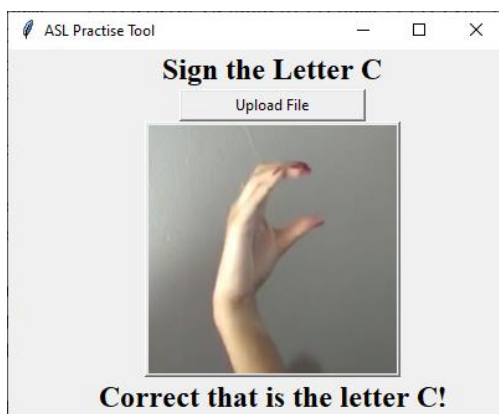 ASL Practise Tool
Sign the Letter C
Upload File
Correct that is the letter C!